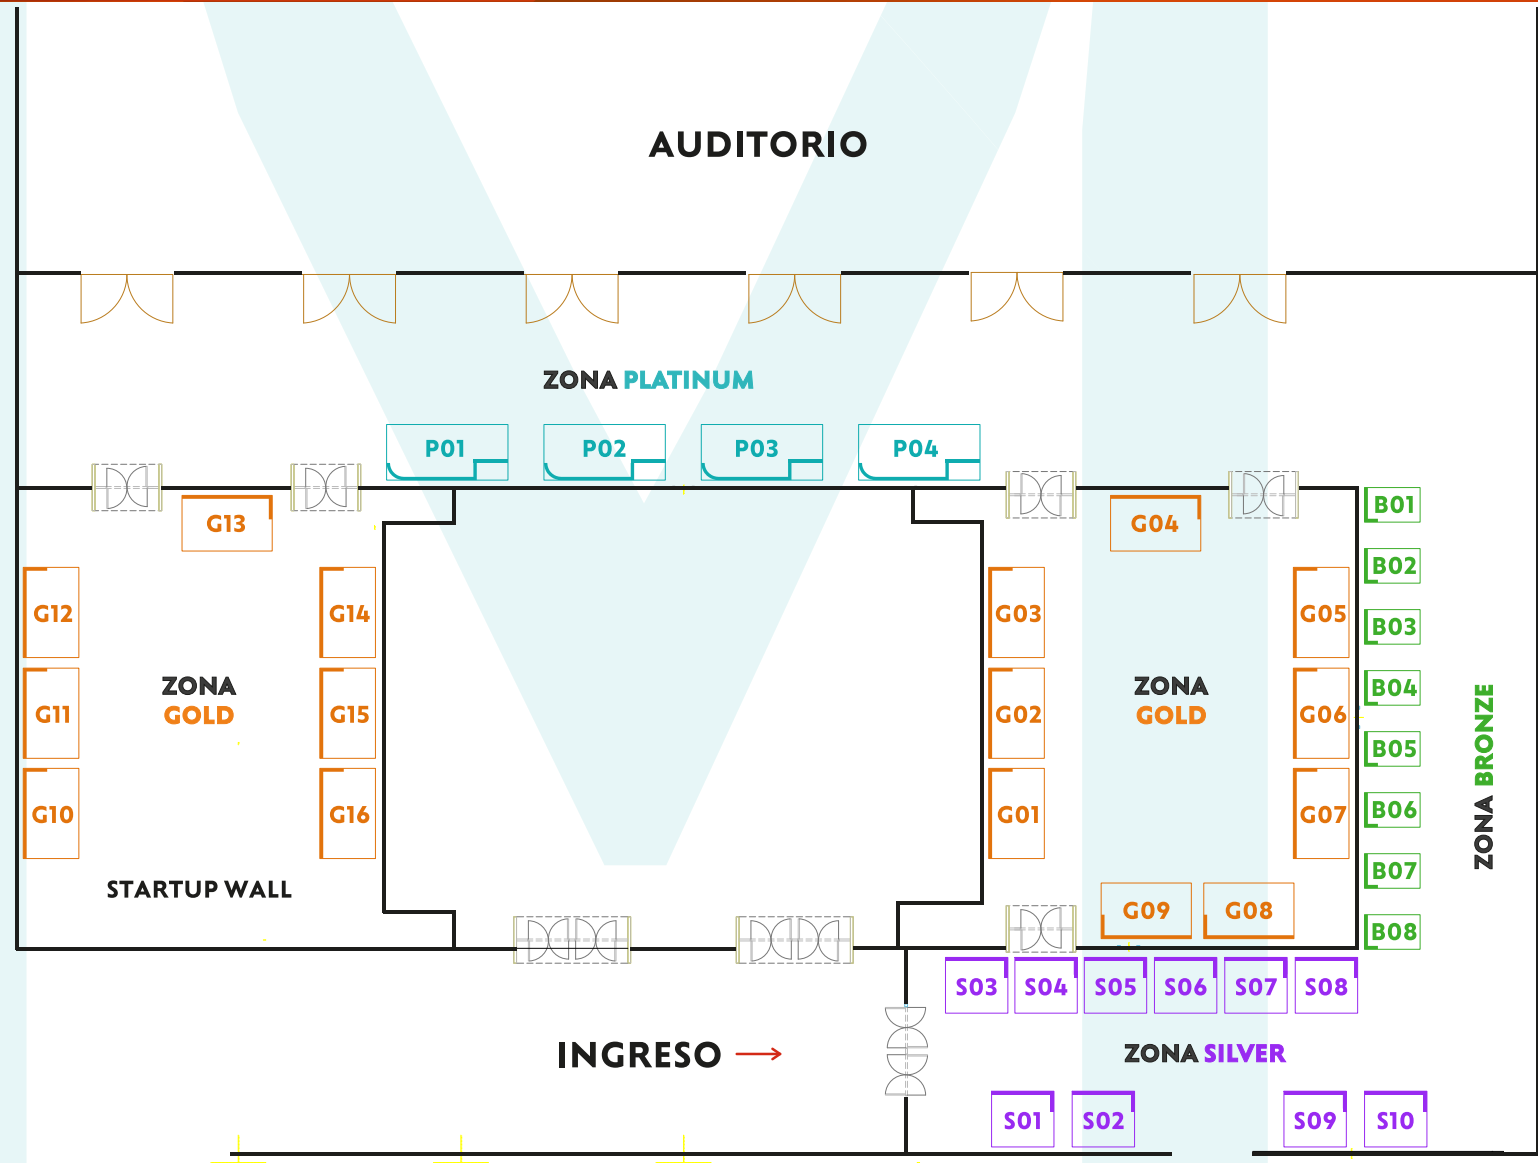 AUDITORIO
ZONA PLATINUM
P01
P02
P03
P04
G13
G12
G14
G11
G15
G10
G16
ZONA
GOLD
STARTUP WALL
G04
G03
G05
G02
G06
G01
G07
G09
G08
ZONA
GOLD
B01
B02
B03
B04
B05
B06
B07
B08
ZONA BRONZE
S03
S04
S05
S06
S07
S08
INGRESO
ZONA SILVER
S01
S02
S09
S10